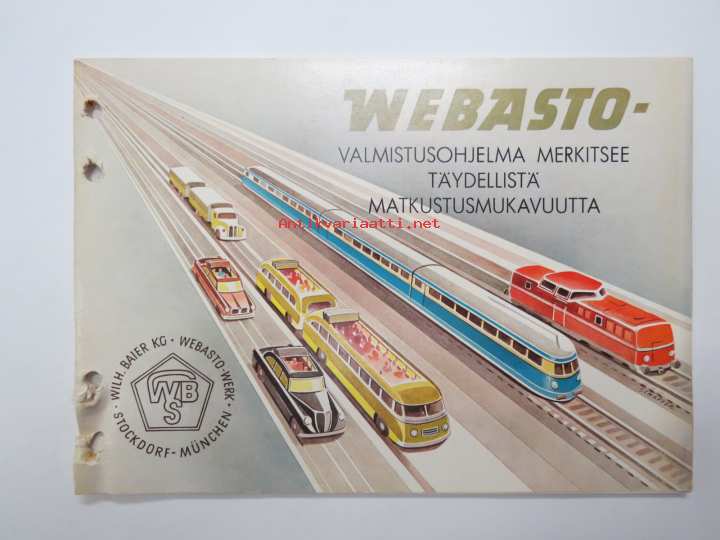 WEBASTO-
VALMISTUSOHJELMA MERKITSEE
TÄYDELLISTÄ
MATKUSTUSMUKAVUUTTA
Antikvariaatti.net
WILH. BAIER KG · WEBASTO-WERK · STOCKDORF-MÜNCHEN ·
WBS